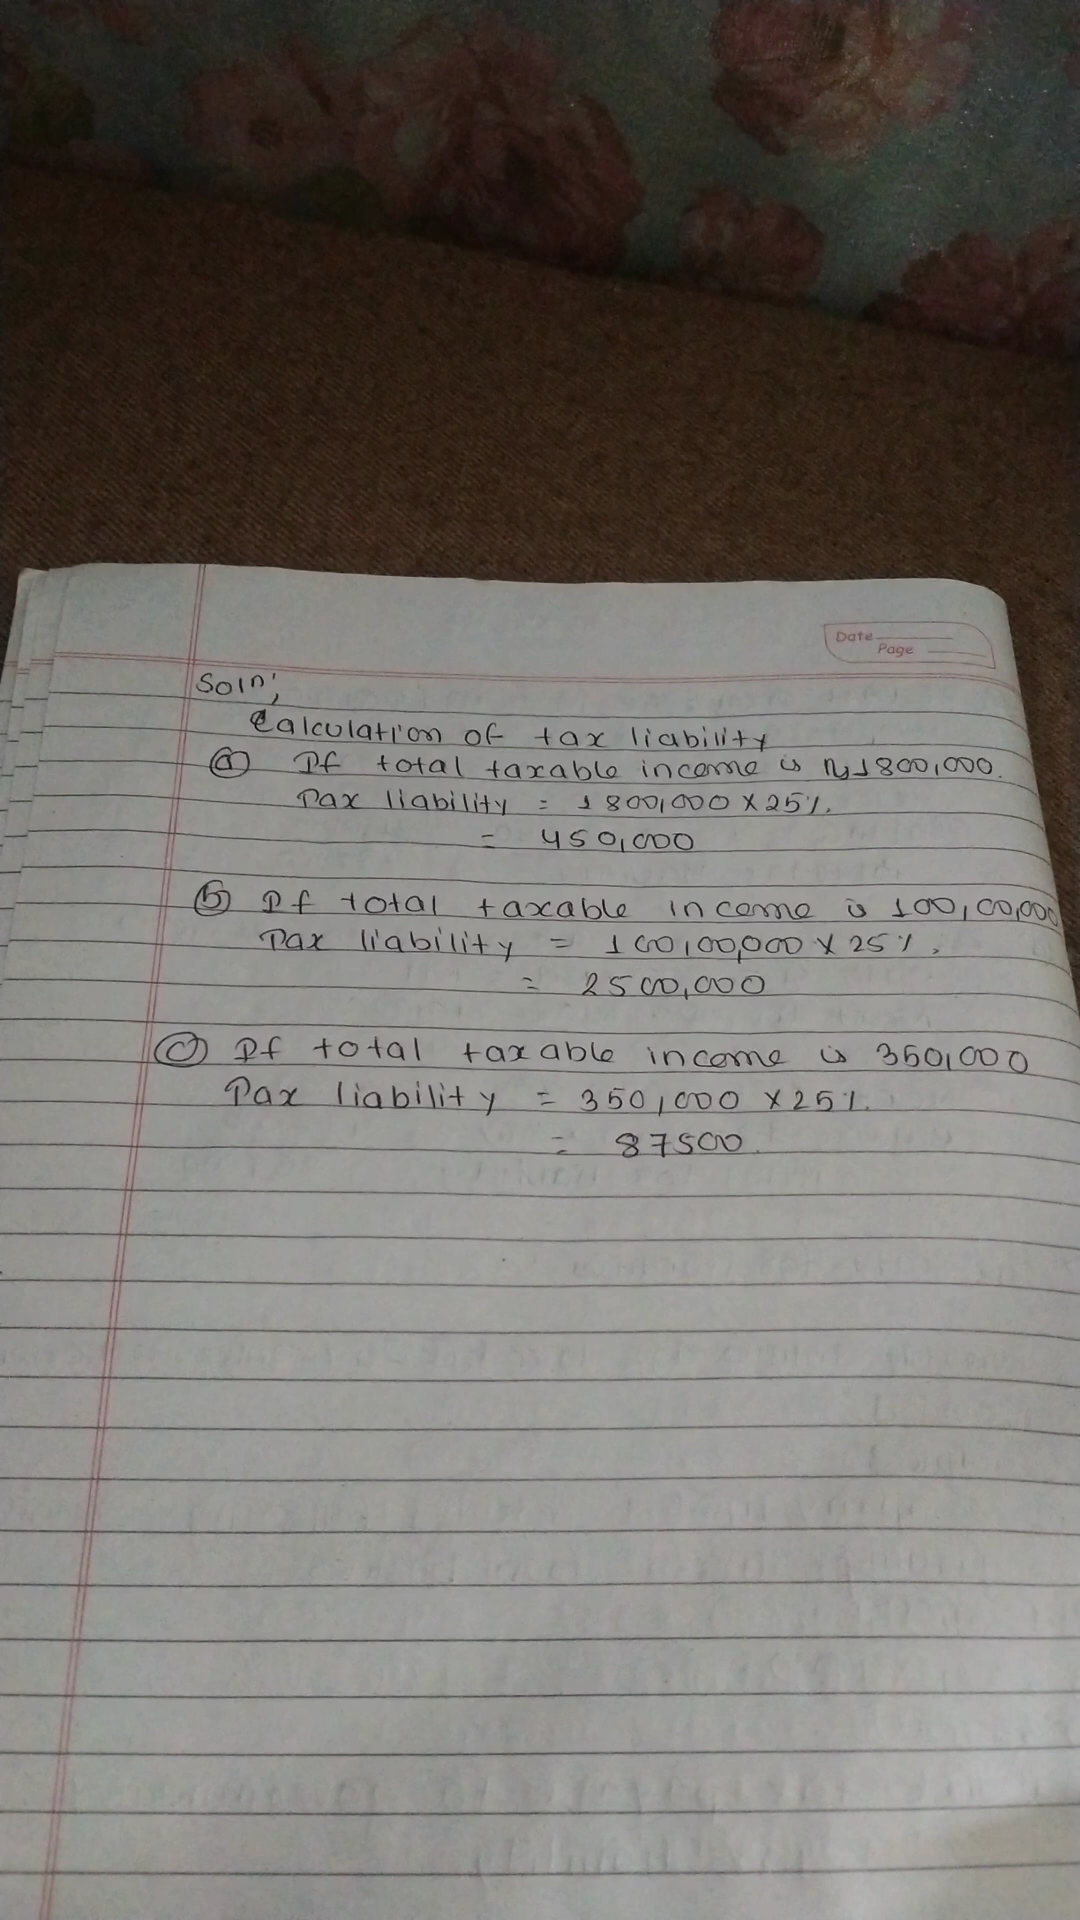 Date
Page
Soln;
Calculation of tax liability
(a) If total taxable income is Rs 1800,000.
Tax liability = 1800,000 × 25%.
= 450,000
(b) If total taxable income is 100,00,000
Tax liability = 100,00,000 × 25%.
= 2500,000
(c) If total taxable income is 350,000
Tax liability = 350,000 × 25%.
= 87500.